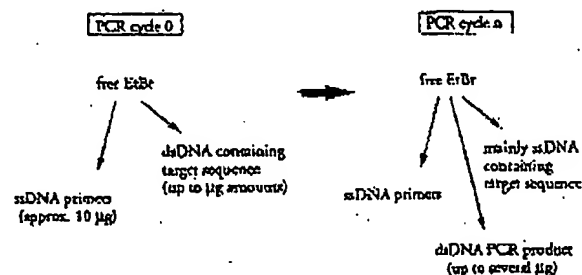 PCR cycle 0
free EtBr
dsDNA containing
target sequence
(up to µg amounts)
ssDNA primers
(approx. 10 µg)
PCR cycle n
free EtBr
mainly ssDNA
containing
target sequence
ssDNA primers
dsDNA PCR product
(up to several µg)